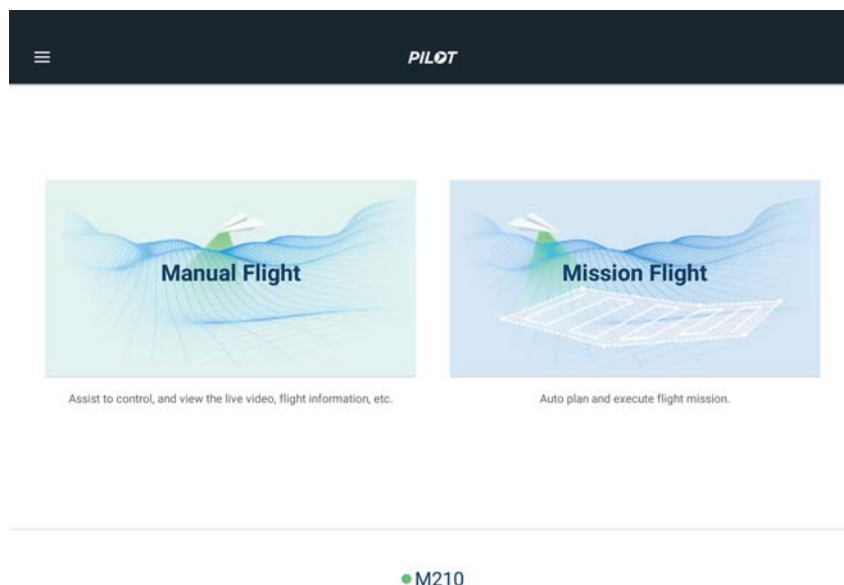 PILOT
Manual Flight
Mission Flight
Assist to control, and view the live video, flight information, etc.
Auto plan and execute flight mission.
M210